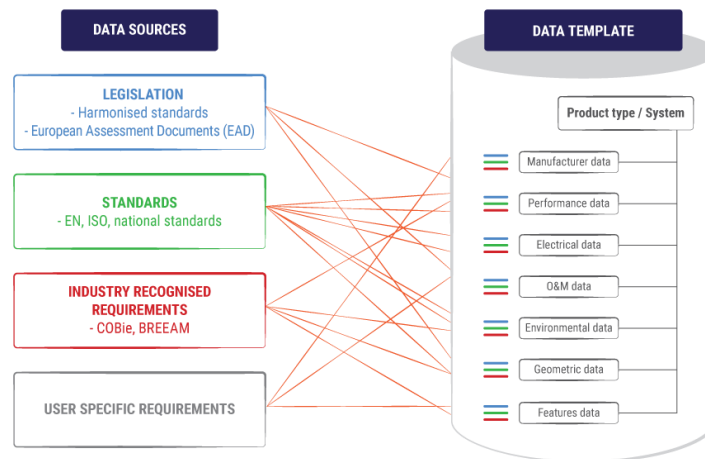 DATA SOURCES
LEGISLATION
- Harmonised standards
- European Assessment Documents (EAD)
STANDARDS
- EN, ISO, national standards
INDUSTRY RECOGNISED
REQUIREMENTS
- COBie, BREEAM
USER SPECIFIC REQUIREMENTS
DATA TEMPLATE
Product type / System
Manufacturer data
Performance data
Electrical data
O&M data
Environmental data
Geometric data
Features data